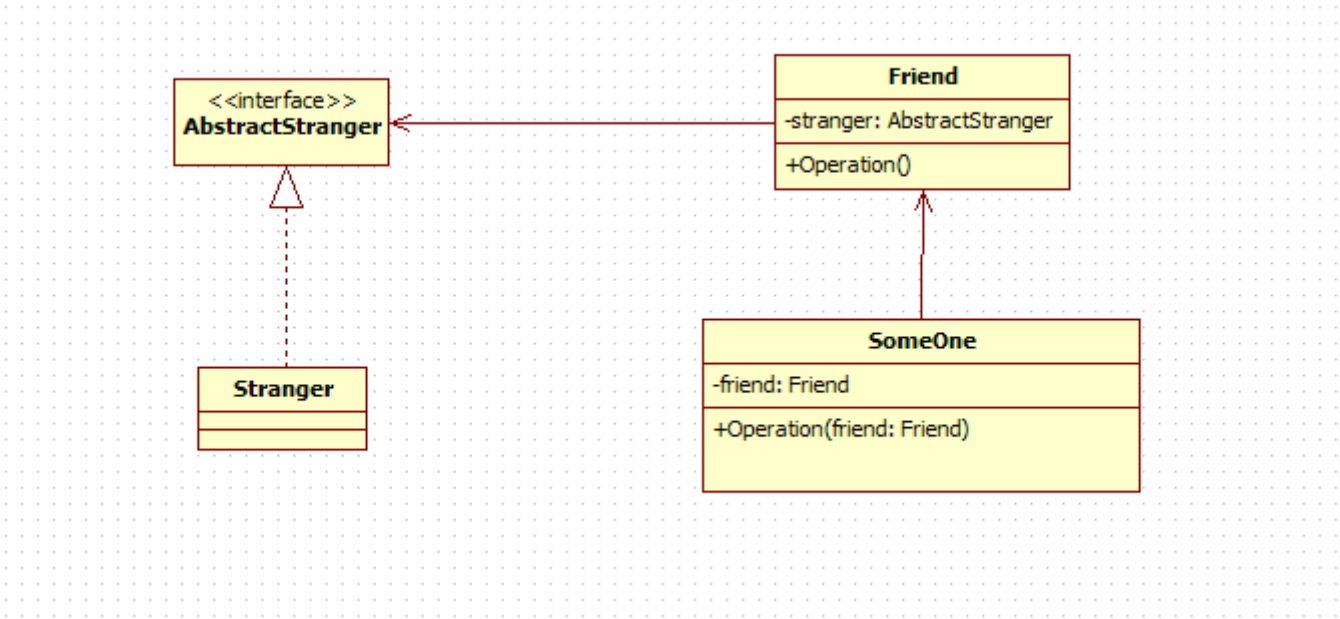 <<interface>>
AbstractStranger
Friend
-stranger: AbstractStranger
+Operation()
Stranger
SomeOne
-friend: Friend
+Operation(friend: Friend)